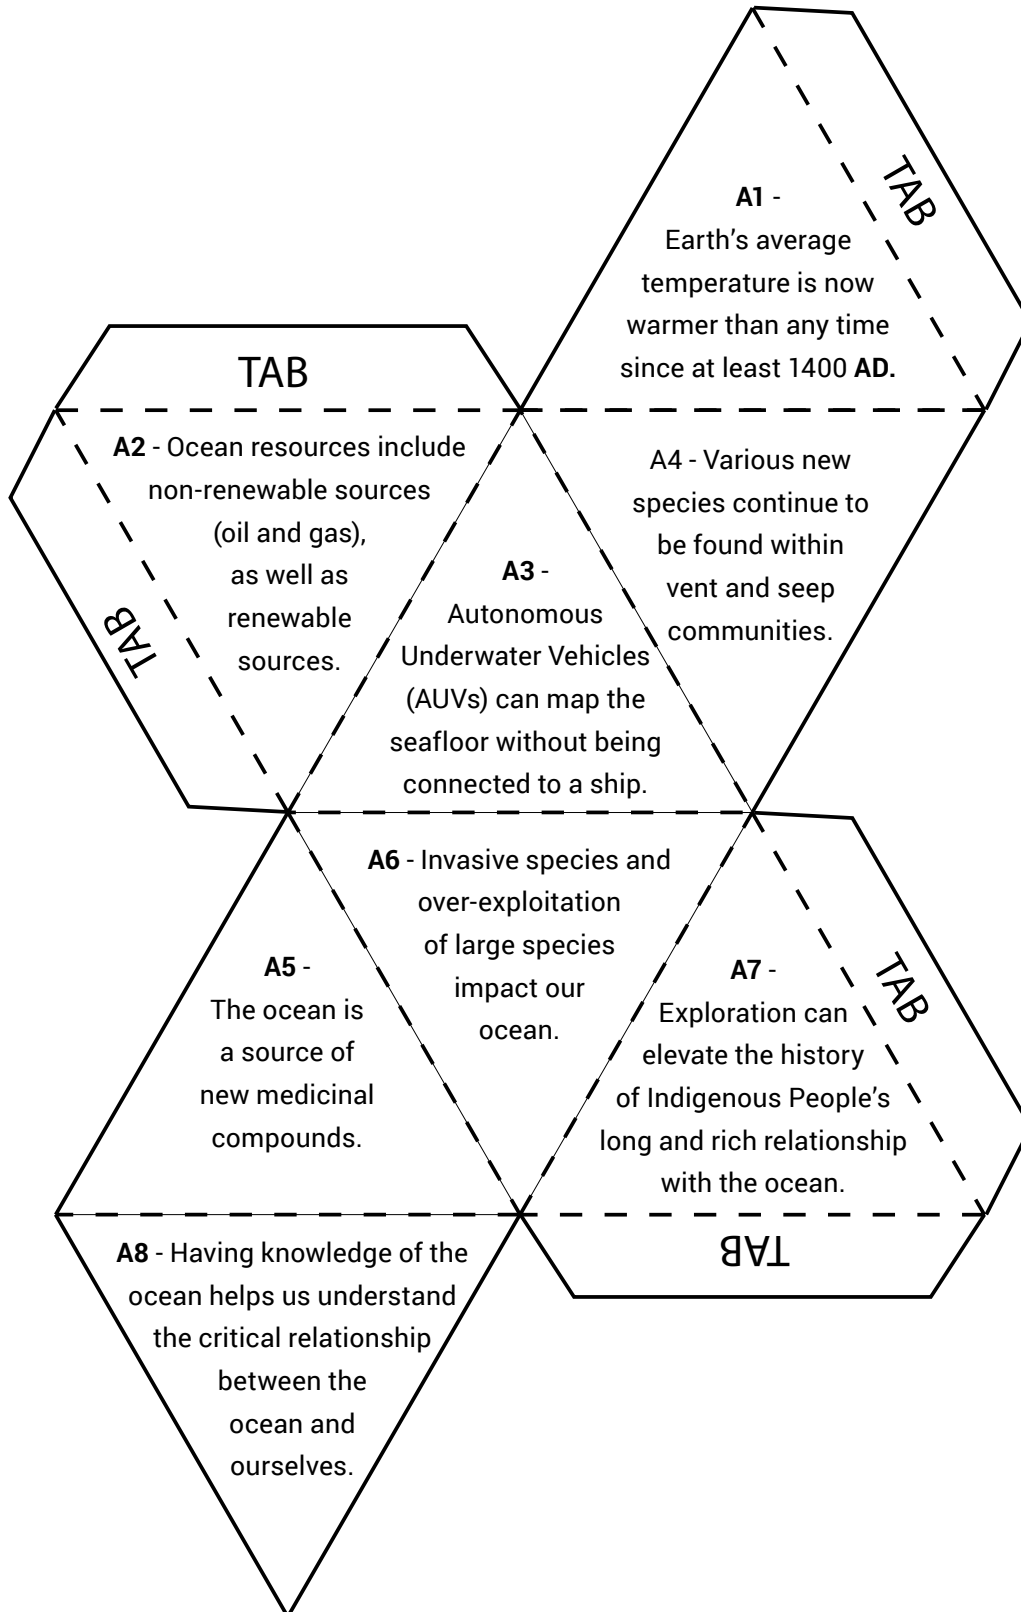 TAB
A1 -
Earth’s average
temperature is now
warmer than any time
since at least 1400 AD.
TAB
A2 - Ocean resources include
non-renewable sources
(oil and gas),
as well as
renewable
sources.
TAB
A3 -
Autonomous
Underwater Vehicles
(AUVs) can map the
seafloor without being
connected to a ship.
A4 - Various new
species continue to
be found within
vent and seep
communities.
A5 -
The ocean is
a source of
new medicinal
compounds.
A6 - Invasive species and
over-exploitation
of large species
impact our
ocean.
A7 -
Exploration can
elevate the history
of Indigenous People’s
long and rich relationship
with the ocean.
TAB
TAB
A8 - Having knowledge of the
ocean helps us understand
the critical relationship
between the
ocean and
ourselves.